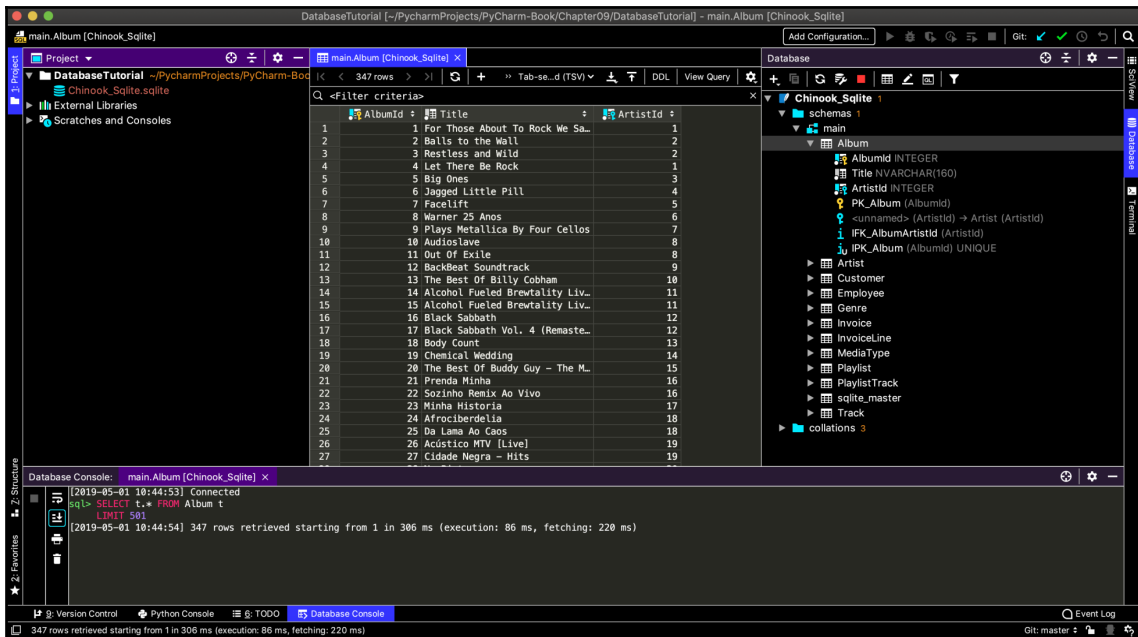 DatabaseTutorial [~/PycharmProjects/PyCharm-Book/Chapter09/DatabaseTutorial] - main.Album [Chinook_Sqlite]
main.Album [Chinook_Sqlite]
Add Configuration...
Git:
1: Project
Project
DatabaseTutorial ~/PycharmProjects/PyCharm-Boo
Chinook_Sqlite.sqlite
External Libraries
Scratches and Consoles
main.Album [Chinook_Sqlite] ×
347 rows
Tab-se…d (TSV)
DDL
View Query
<Filter criteria>
AlbumId Title ArtistId
1 1 For Those About To Rock We Sa… 1
2 2 Balls to the Wall 2
3 3 Restless and Wild 2
4 4 Let There Be Rock 1
5 5 Big Ones 3
6 6 Jagged Little Pill 4
7 7 Facelift 5
8 8 Warner 25 Anos 6
9 9 Plays Metallica By Four Cellos 7
10 10 Audioslave 8
11 11 Out Of Exile 8
12 12 BackBeat Soundtrack 9
13 13 The Best Of Billy Cobham 10
14 14 Alcohol Fueled Brewtality Liv… 11
15 15 Alcohol Fueled Brewtality Liv… 11
16 16 Black Sabbath 12
17 17 Black Sabbath Vol. 4 (Remaste… 12
18 18 Body Count 13
19 19 Chemical Wedding 14
20 20 The Best Of Buddy Guy – The M… 15
21 21 Prenda Minha 16
22 22 Sozinho Remix Ao Vivo 16
23 23 Minha Historia 17
24 24 Afrociberdelia 18
25 25 Da Lama Ao Caos 18
26 26 Acústico MTV [Live] 19
27 27 Cidade Negra – Hits 19
Database
Chinook_Sqlite 1
schemas 1
main
Album
AlbumId INTEGER
Title NVARCHAR(160)
ArtistId INTEGER
PK_Album (AlbumId)
<unnamed> (ArtistId) → Artist (ArtistId)
IFK_AlbumArtistId (ArtistId)
IPK_Album (AlbumId) UNIQUE
Artist
Customer
Employee
Genre
Invoice
InvoiceLine
MediaType
Playlist
PlaylistTrack
sqlite_master
Track
collations 3
SciView
Database
Terminal
Z: Structure
2: Favorites
Database Console: main.Album [Chinook_Sqlite] ×
[2019-05-01 10:44:53] Connected
sql> SELECT t.* FROM Album t
LIMIT 501
[2019-05-01 10:44:54] 347 rows retrieved starting from 1 in 306 ms (execution: 86 ms, fetching: 220 ms)
9: Version Control
Python Console
6: TODO
Database Console
Event Log
347 rows retrieved starting from 1 in 306 ms (execution: 86 ms, fetching: 220 ms)
Git: master